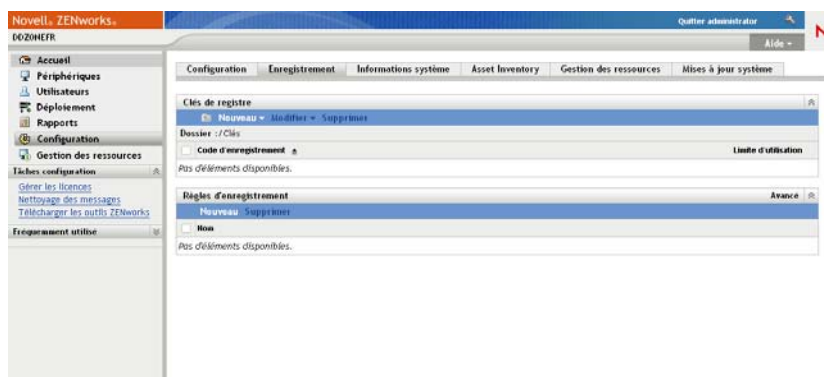 Novell® ZENworks®
Quitter administrator
DDZONEFR
Aide
Accueil
Périphériques
Utilisateurs
Déploiement
Rapports
Configuration
Gestion des ressources
Tâches configuration
Gérer les licences
Nettoyage des messages
Télécharger les outils ZENworks
Fréquemment utilisé
Configuration Enregistrement Informations système Asset Inventory Gestion des ressources Mises à jour système
Clés de registre
Nouveau Modifier Supprimer
Dossier :/Clés
Code d'enregistrement Limite d'utilisation
Pas d'éléments disponibles.
Règles d'enregistrement Avancé
Nouveau Supprimer
Nom
Pas d'éléments disponibles.